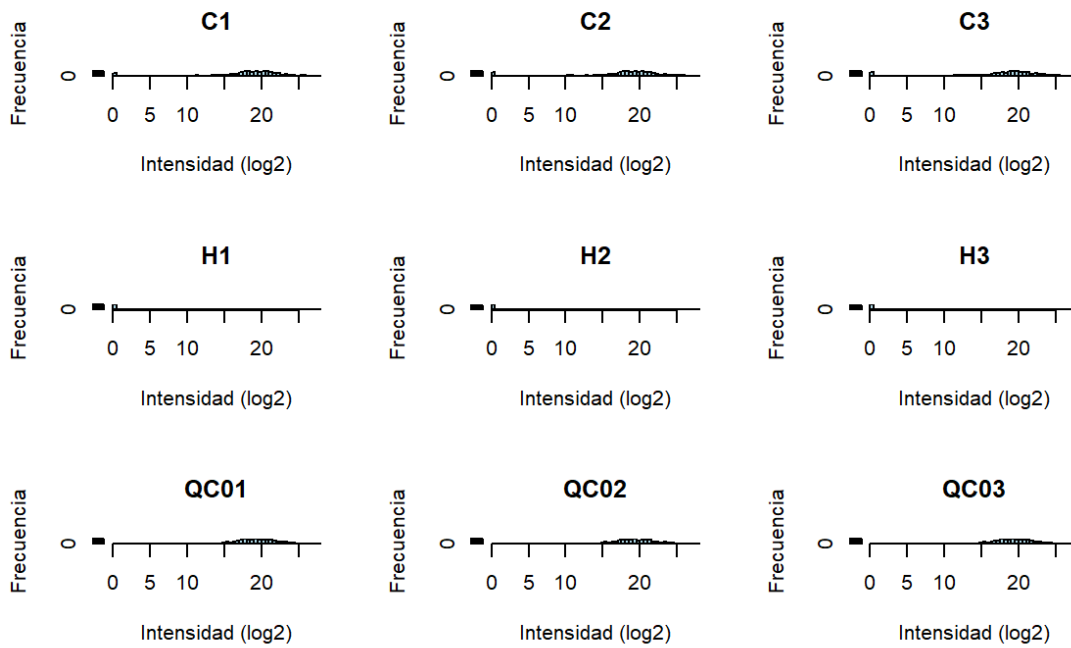 C1 C2 C3
Frecuencia Frecuencia Frecuencia
0 0 0
0 5 10 20 0 5 10 20 0 5 10 20
Intensidad (log2) Intensidad (log2) Intensidad (log2)
H1 H2 H3
Frecuencia Frecuencia Frecuencia
0 0 0
0 5 10 20 0 5 10 20 0 5 10 20
Intensidad (log2) Intensidad (log2) Intensidad (log2)
QC01 QC02 QC03
Frecuencia Frecuencia Frecuencia
0 0 0
0 5 10 20 0 5 10 20 0 5 10 20
Intensidad (log2) Intensidad (log2) Intensidad (log2)